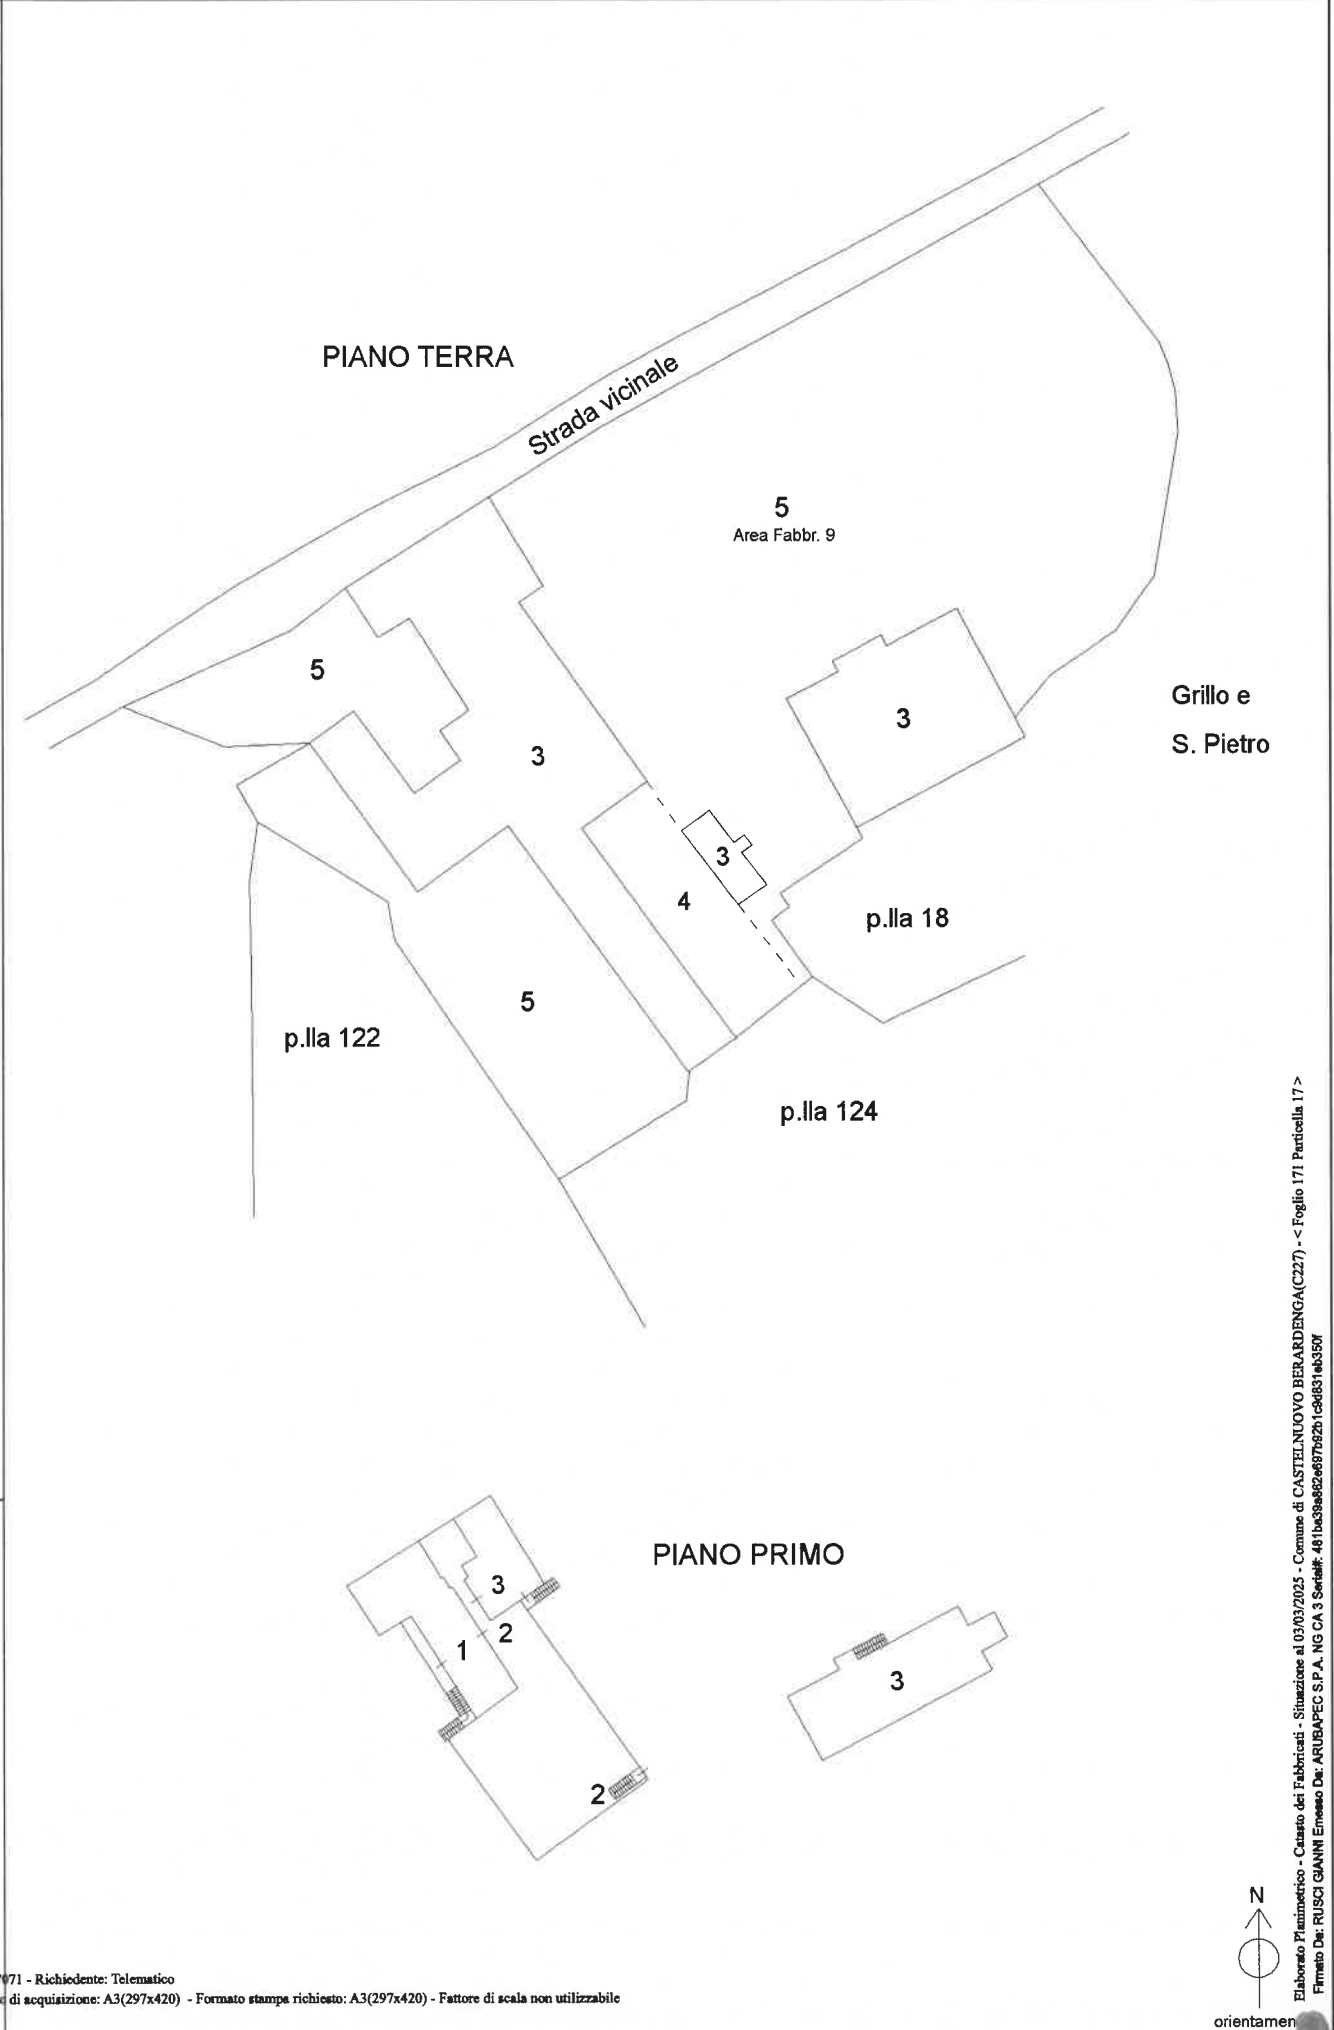 PIANO TERRA
Strada vicinale
5
Area Fabbr. 9
5
3
3
Grillo e
S. Pietro
3
4
p.lla 18
5
p.lla 122
p.lla 124
PIANO PRIMO
3
2
1
3
2
N
orientamen
71 - Richiedente: Telematico
di acquisizione: A3(297x420) - Formato stampa richiesto: A3(297x420) - Fattore di scala non utilizzabile
Elaborato Planimetrico - Catasto dei Fabbricati - Situazione al 03/03/2025 - Comune di CASTELNUOVO BERARDENGA(C227) - < Foglio 171 Particella 17 >
Firmato Da: RUSCI GIANNI Emesso Da: ARUBAPEC S.P.A. NG CA 3 Serial#: